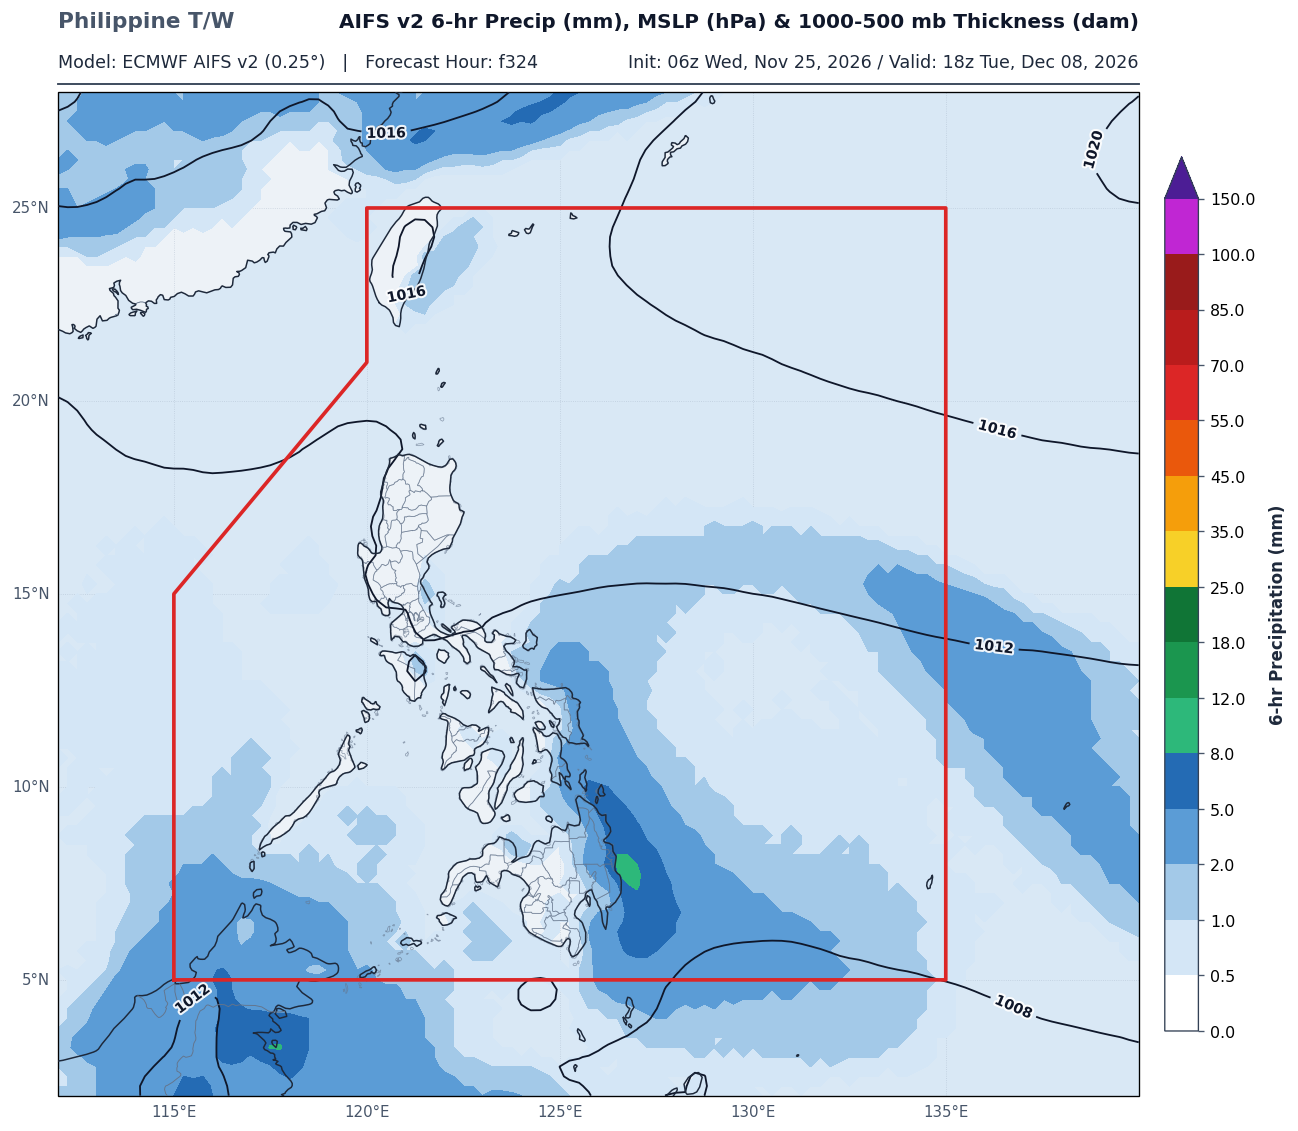 Philippine T/W
AIFS v2 6-hr Precip (mm), MSLP (hPa) & 1000-500 mb Thickness (dam)
Model: ECMWF AIFS v2 (0.25°) | Forecast Hour: f324
Init: 06z Wed, Nov 25, 2026 / Valid: 18z Tue, Dec 08, 2026
1016
1020
25°N
1016
20°N
1016
15°N
1012
10°N
5°N
1012
1008
115°E
120°E
125°E
130°E
135°E
150.0
100.0
85.0
70.0
55.0
45.0
35.0
25.0
18.0
12.0
8.0
5.0
2.0
1.0
0.5
0.0
6-hr Precipitation (mm)